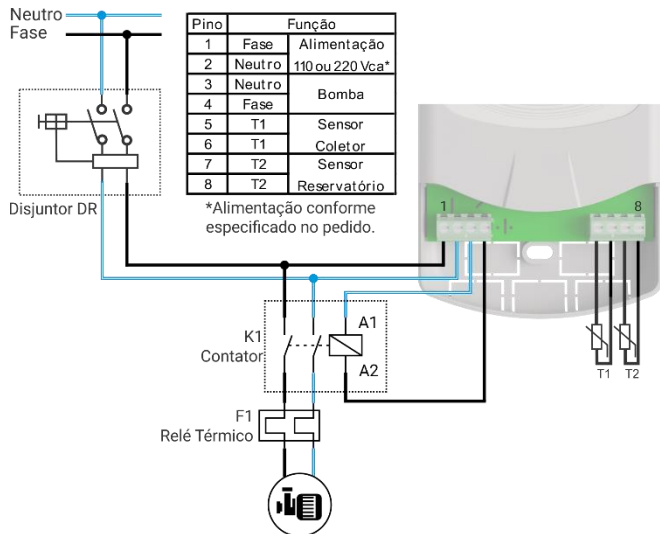 Neutro
Fase
Pino Função
1 Fase Alimentação
2 Neutro 110 ou 220 Vca*
3 Neutro Bomba
4 Fase
5 T1 Sensor
6 T1 Coletor
7 T2 Sensor
8 T2 Reservatório
*Alimentação conforme
especificado no pedido.
Disjuntor DR
1 8
K1
Contator
A1
A2
T1 T2
F1
Relé Térmico